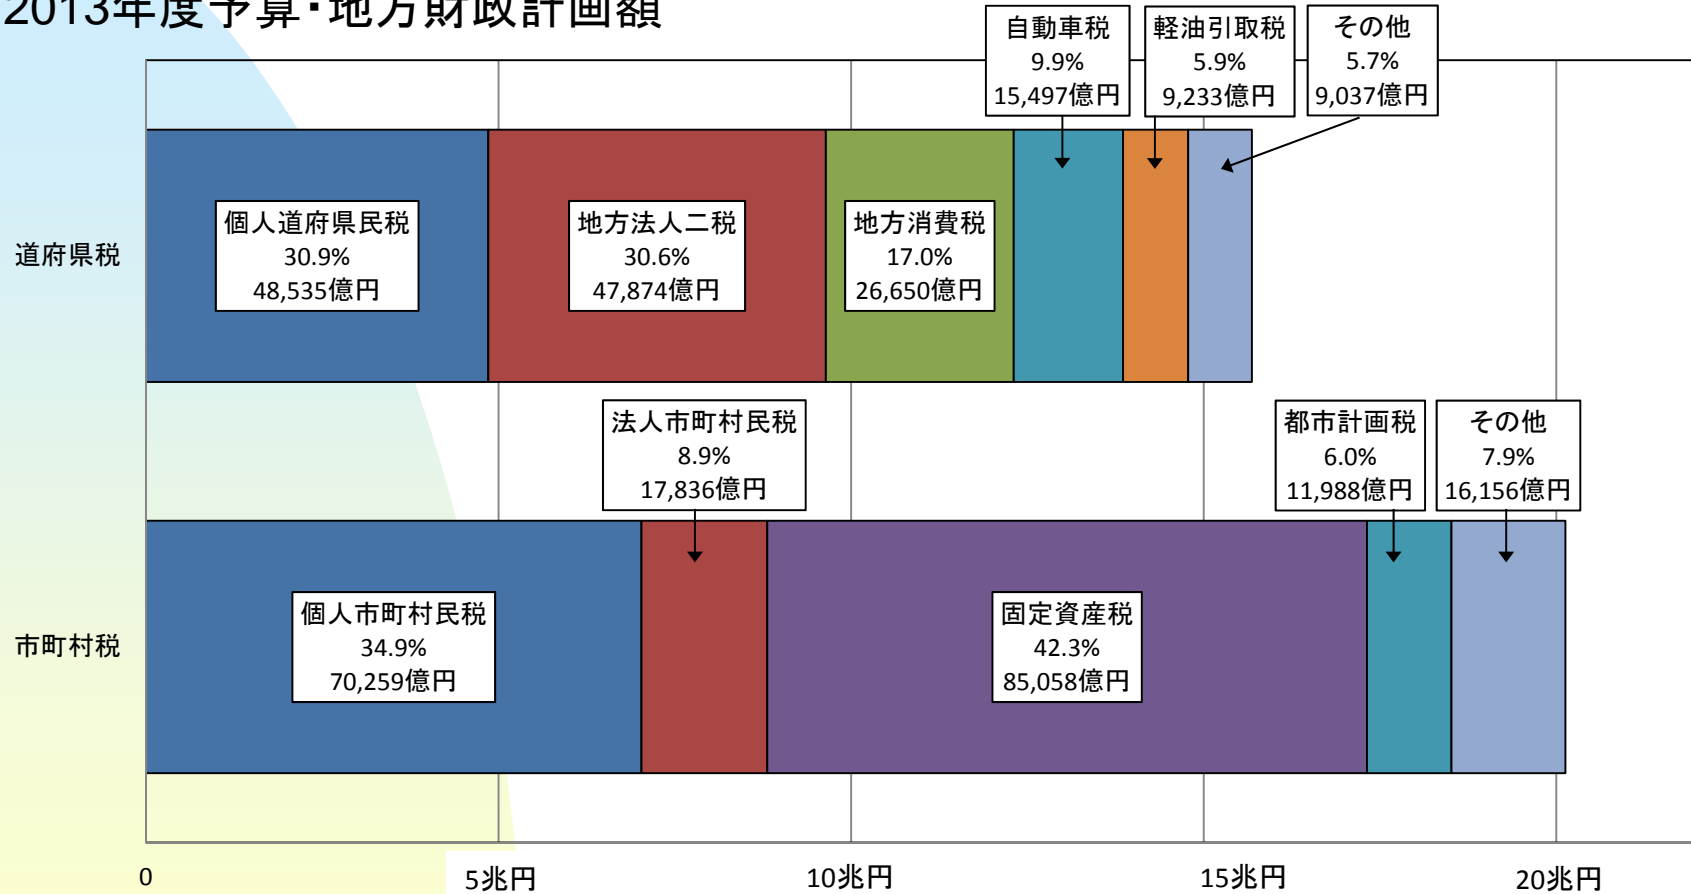 2013年度予算・地方財政計画額
自動車税
9.9%
15,497億円
軽油引取税
5.9%
9,233億円
その他
5.7%
9,037億円
道府県税
個人道府県民税
30.9%
48,535億円
地方法人二税
30.6%
47,874億円
地方消費税
17.0%
26,650億円
法人市町村民税
8.9%
17,836億円
都市計画税
6.0%
11,988億円
その他
7.9%
16,156億円
市町村税
個人市町村民税
34.9%
70,259億円
固定資産税
42.3%
85,058億円
0
5兆円
10兆円
15兆円
20兆円